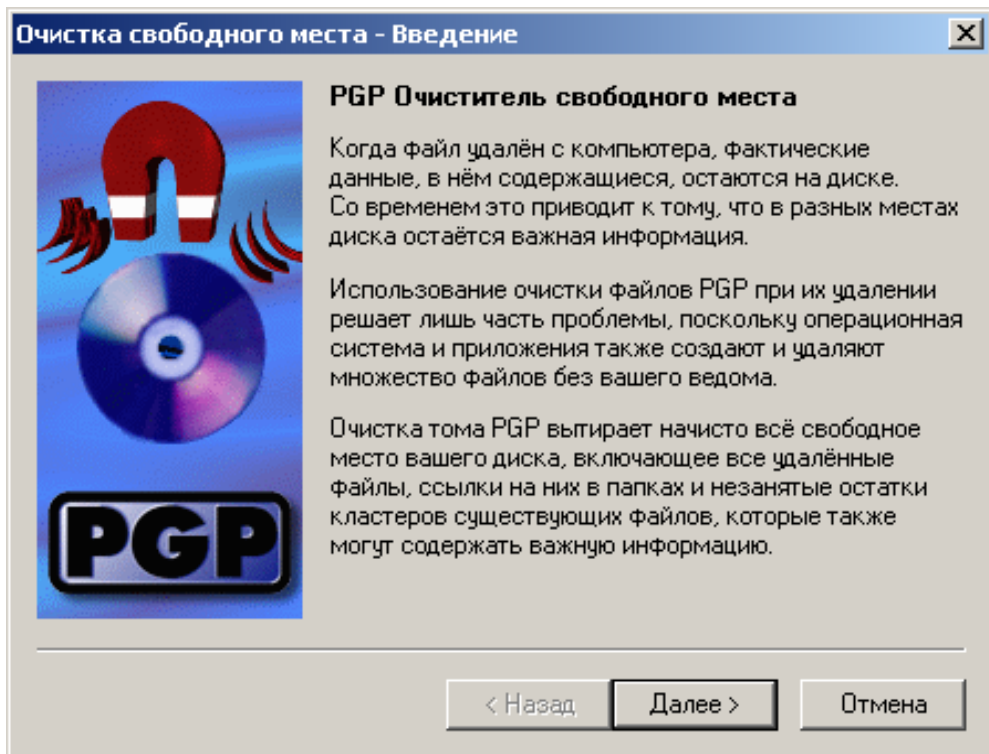 Очистка свободного места - Введение
PGP Очиститель свободного места
Когда файл удалён с компьютера, фактические
данные, в нём содержащиеся, остаются на диске.
Со временем это приводит к тому, что в разных местах
диска остаётся важная информация.
Использование очистки файлов PGP при их удалении
решает лишь часть проблемы, поскольку операционная
система и приложения также создают и удаляют
множество файлов без вашего ведома.
Очистка тома PGP вытирает начисто всё свободное
место вашего диска, включающее все удалённые
файлы, ссылки на них в папках и незанятые остатки
кластеров существующих файлов, которые также
могут содержать важную информацию.
PGP
< Назад
Далее >
Отмена